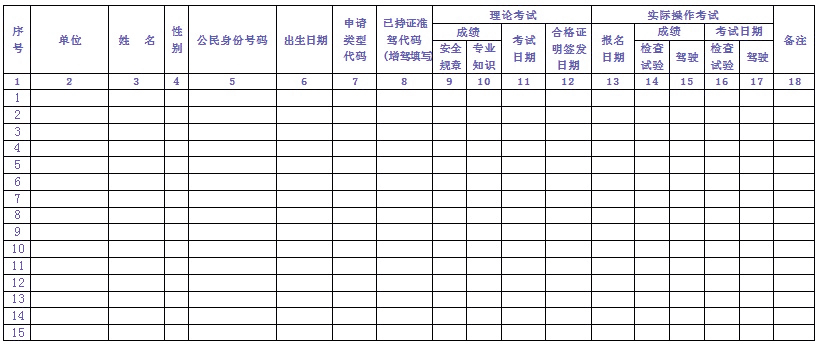 序号
单位
姓 名
性别
公民身份号码
出生日期
申请类型代码
已持证准驾代码（增驾填写）
理论考试
成绩
安全规章
专业知识
考试日期
合格证明签发日期
实际操作考试
报名日期
成绩
检查试验
驾驶
考试日期
检查试验
驾驶
备注
1 2 3 4 5 6 7 8 9 10 11 12 13 14 15 16 17 18
1
2
3
4
5
6
7
8
9
10
11
12
13
14
15